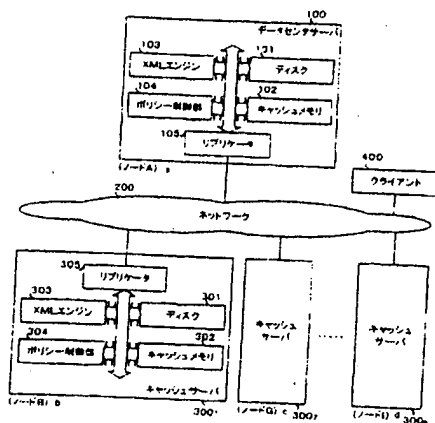 100
データセンタサーバ
103
XMLエンジン
131
ディスク
104
ポリシー制御部
102
キャッシュメモリ
105
リプリケータ
(ノードA) a
400
クライアント
200
ネットワーク
305
リプリケータ
303
XMLエンジン
301
ディスク
304
ポリシー制御部
302
キャッシュメモリ
キャッシュサーバ
(ノードB) b
300
キャッシュ
サーバ
(ノードG) c
300
キャッシュ
サーバ
d
300